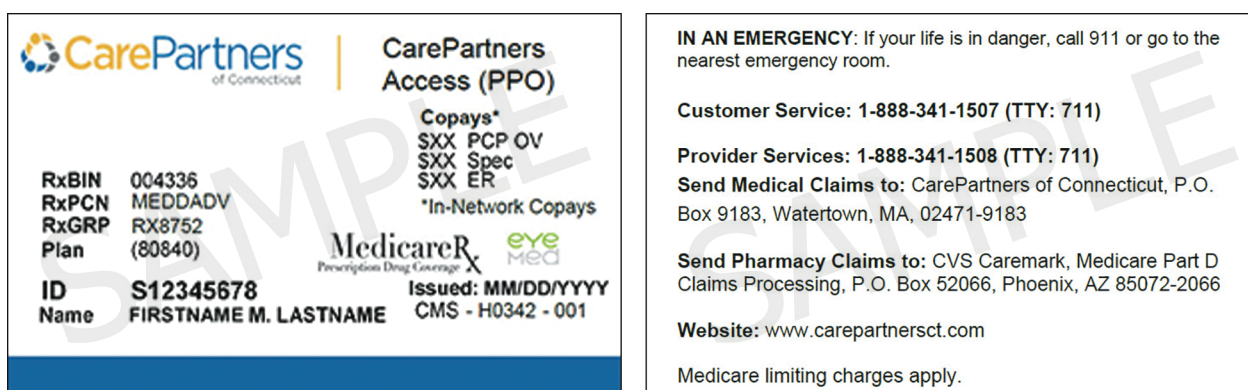 CarePartners
of Connecticut
CarePartners
Access (PPO)
Copays*
$XX PCP OV
$XX Spec
$XX ER
*In-Network Copays
RxBIN 004336
RxPCN MEDDADV
RxGRP RX8752
Plan (80840)
MedicareRx
Prescription Drug Coverage
eye
Med
ID S12345678
Issued: MM/DD/YYYY
Name FIRSTNAME M. LASTNAME
CMS - H0342 - 001
SAMPLE
IN AN EMERGENCY: If your life is in danger, call 911 or go to the
nearest emergency room.
Customer Service: 1-888-341-1507 (TTY: 711)
Provider Services: 1-888-341-1508 (TTY: 711)
Send Medical Claims to: CarePartners of Connecticut, P.O.
Box 9183, Watertown, MA, 02471-9183
Send Pharmacy Claims to: CVS Caremark, Medicare Part D
Claims Processing, P.O. Box 52066, Phoenix, AZ 85072-2066
Website: www.carepartnersct.com
Medicare limiting charges apply.
SAMPLE